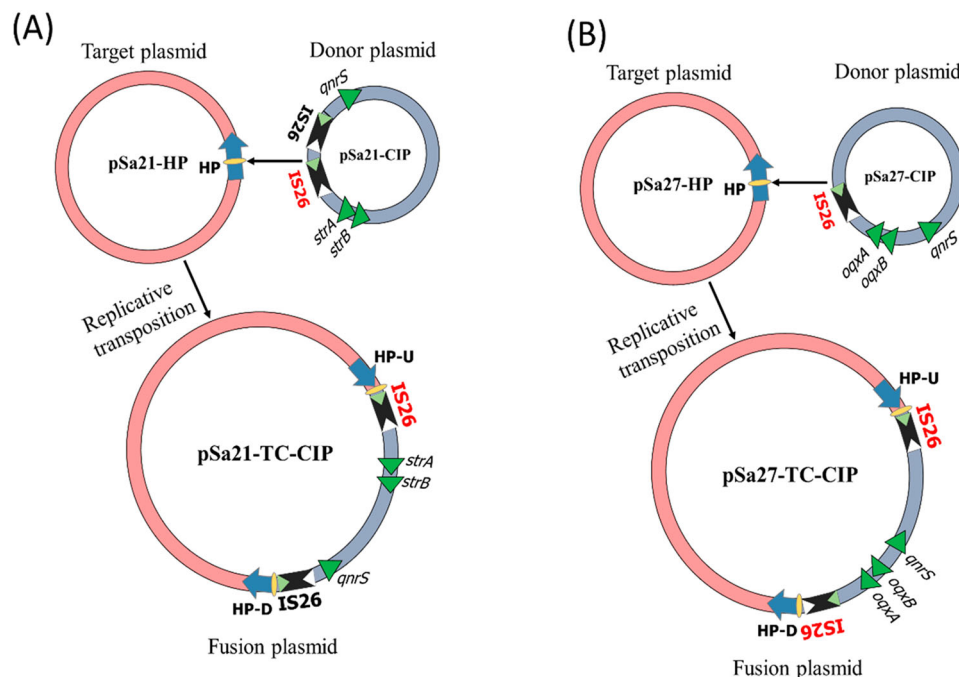 (A)
Target plasmid
Donor plasmid
qnrS
IS26
pSa21-HP
HP
pSa21-CIP
IS26
strA
strB
Replicative
transposition
HP-U
IS26
pSa21-TC-CIP
strA
strB
qnrS
HP-D
IS26
Fusion plasmid
(B)
Target plasmid
Donor plasmid
pSa27-HP
HP
pSa27-CIP
IS26
oqxA
oqxB
qnrS
Replicative
transposition
HP-U
IS26
pSa27-TC-CIP
qnrS
oqxB
oqxA
HP-D
IS26
Fusion plasmid